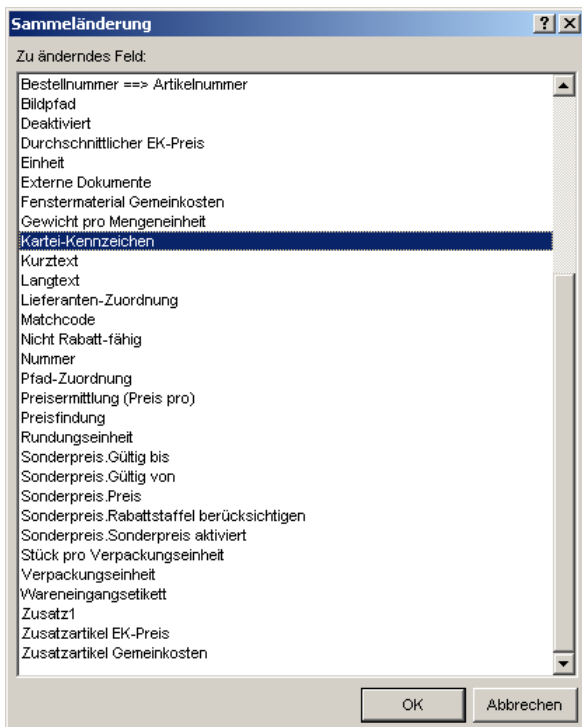 Sammeländerung
Zu änderndes Feld:
Bestellnummer ==> Artikelnummer
Bildpfad
Deaktiviert
Durchschnittlicher EK-Preis
Einheit
Externe Dokumente
Fenstermaterial Gemeinkosten
Gewicht pro Mengeneinheit
Kartei-Kennzeichen
Kurztext
Langtext
Lieferanten-Zuordnung
Matchcode
Nicht Rabatt-fähig
Nummer
Pfad-Zuordnung
Preisermittlung (Preis pro)
Preisfindung
Rundungseinheit
Sonderpreis.Gültig bis
Sonderpreis.Gültig von
Sonderpreis.Preis
Sonderpreis.Rabattstaffel berücksichtigen
Sonderpreis.Sonderpreis aktiviert
Stück pro Verpackungseinheit
Verpackungseinheit
Wareneingangsetikett
Zusatz1
Zusatzartikel EK-Preis
Zusatzartikel Gemeinkosten
OK Abbrechen